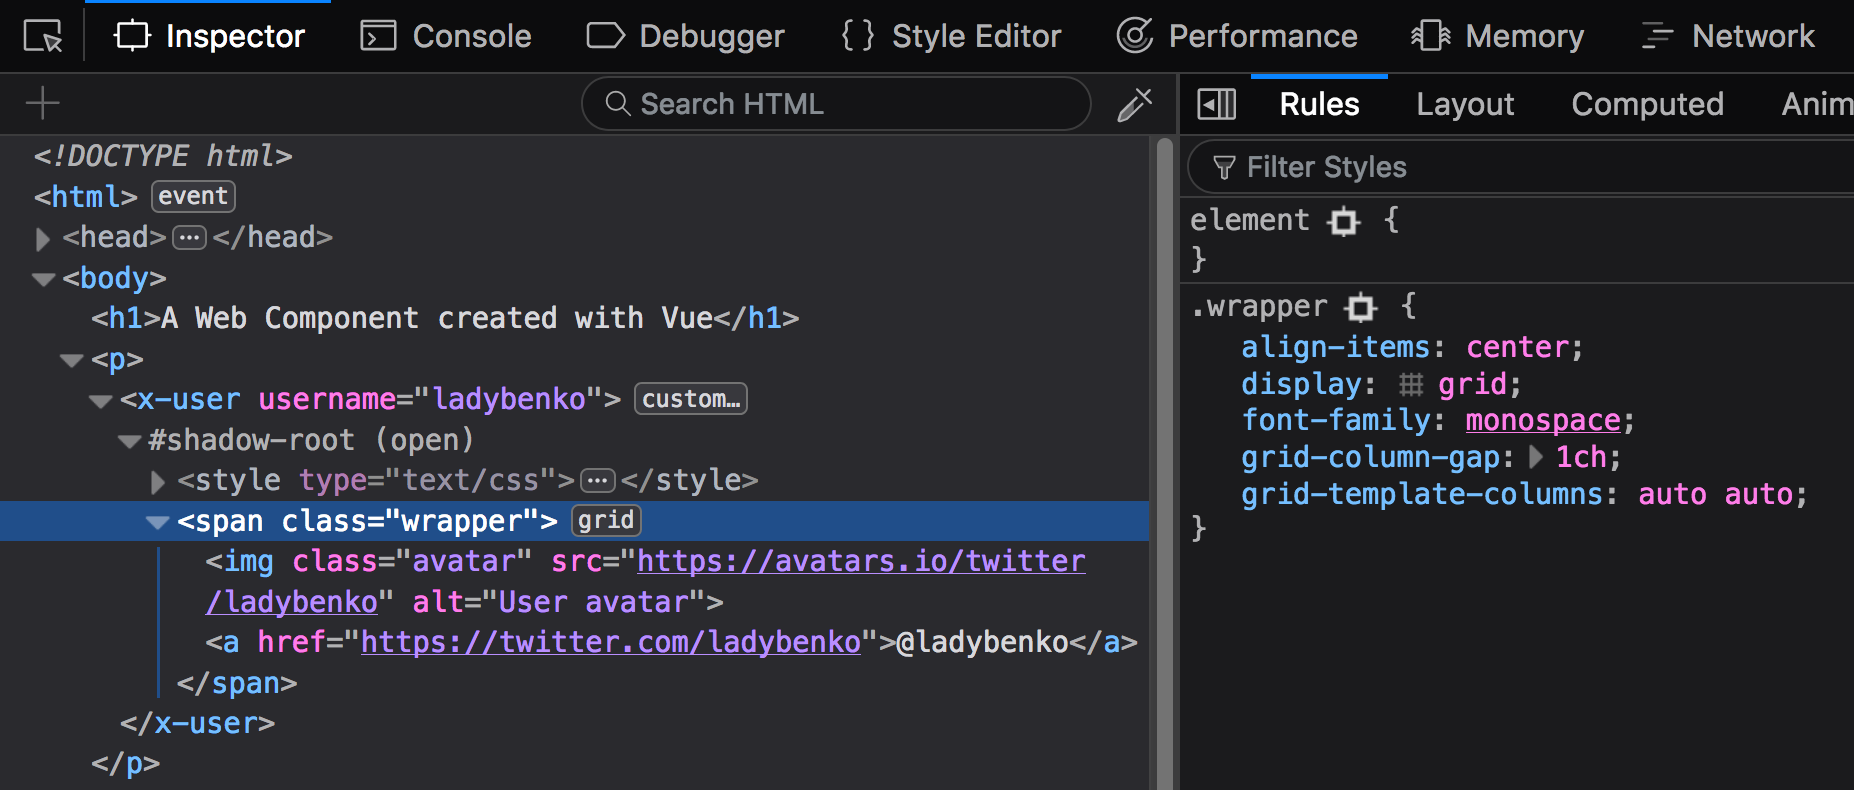 Inspector Console Debugger {} Style Editor Performance Memory Network
Search HTML
Rules Layout Computed Anim
Filter Styles
<!DOCTYPE html>
<html> event
<head> ··· </head>
<body>
<h1>A Web Component created with Vue</h1>
<p>
<x-user username="ladybenko"> custom…
#shadow-root (open)
<style type="text/css"> ··· </style>
<span class="wrapper"> grid
<img class="avatar" src="https://avatars.io/twitter
/ladybenko" alt="User avatar">
<a href="https://twitter.com/ladybenko">@ladybenko</a>
</span>
</x-user>
</p>
element {
}
.wrapper {
align-items: center;
display: grid;
font-family: monospace;
grid-column-gap: 1ch;
grid-template-columns: auto auto;
}